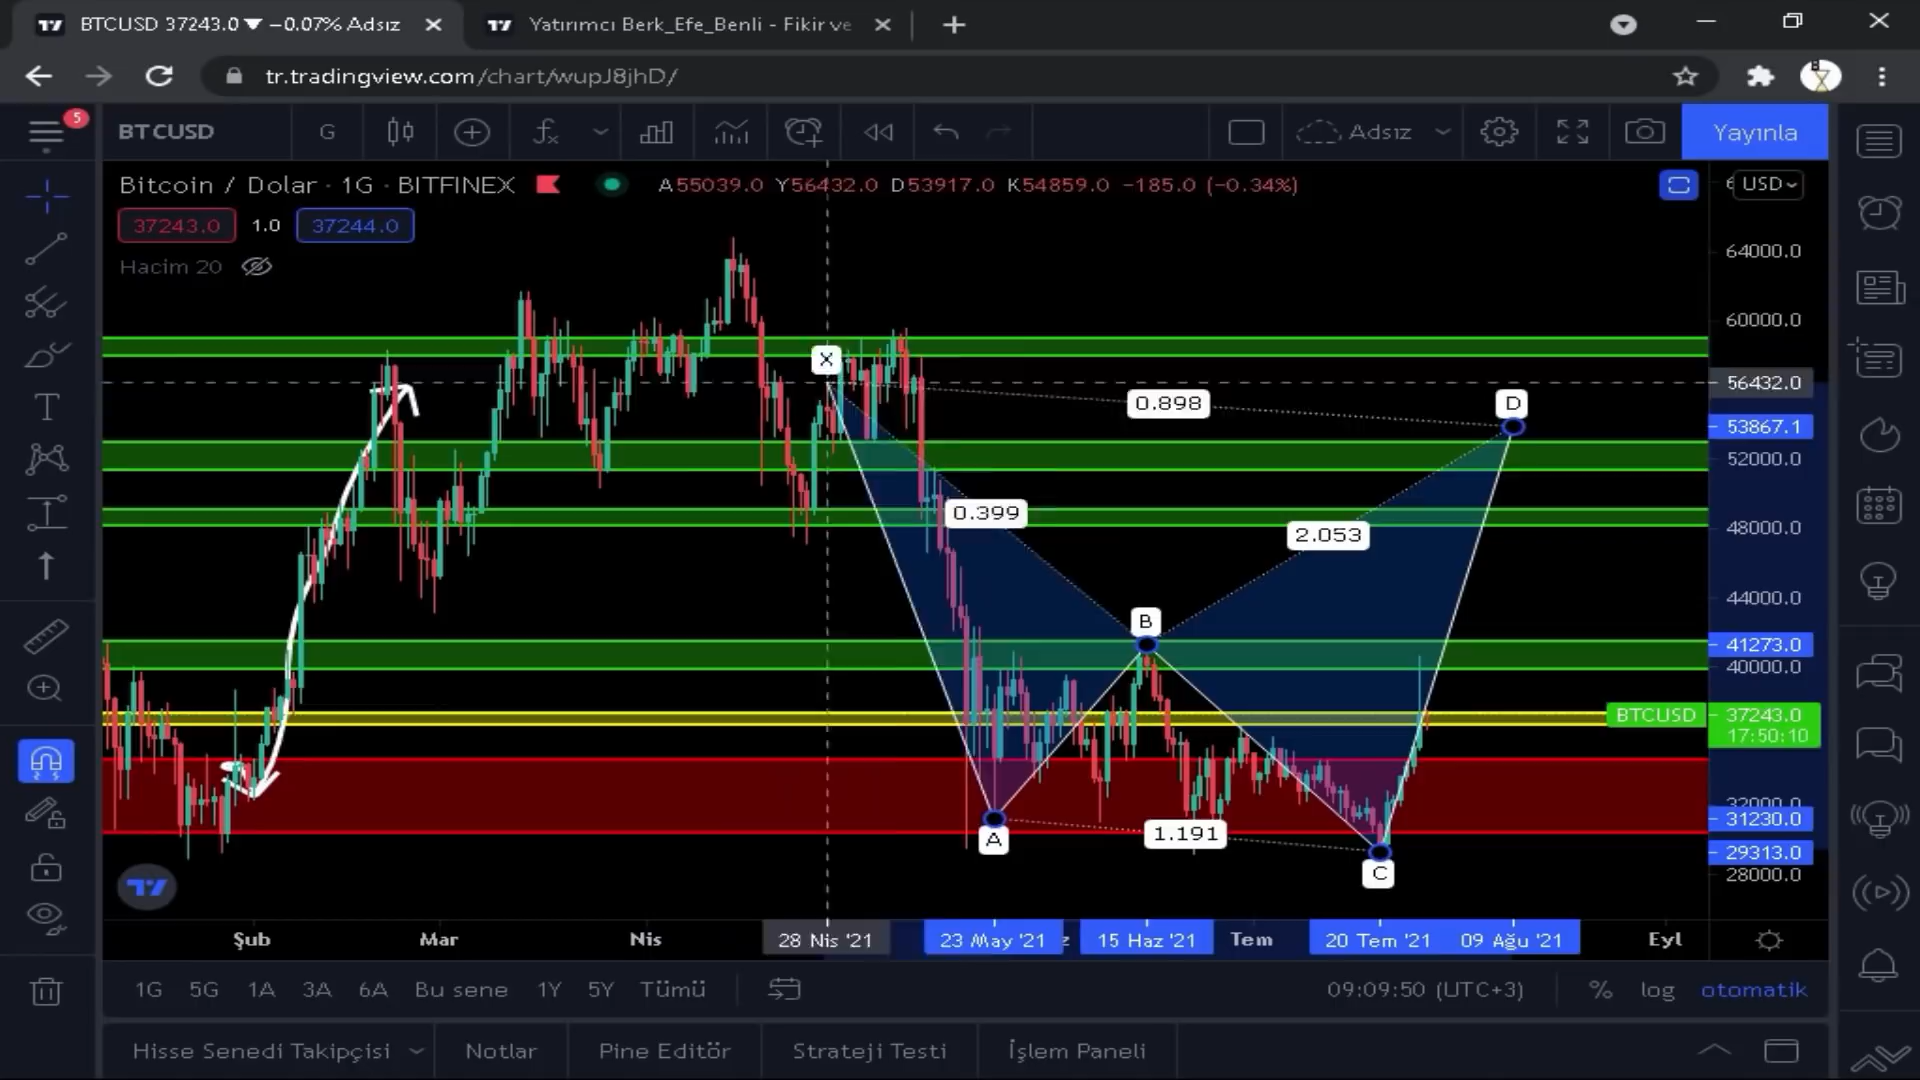 BTCUSD 37243.0 ▼ −0.07% Adsız
Yatırımcı Berk_Efe_Benli - Fikir ve
tr.tradingview.com/chart/wupJ8jhD/
5
BTCUSD
G
Adsız
Yayınla
Bitcoin / Dolar · 1G · BITFINEX
A55039.0 Y56432.0 D53917.0 K54859.0 −185.0 (−0.34%)
USD
37243.0
1.0
37244.0
Hacim 20
64000.0
60000.0
56432.0
53867.1
52000.0
48000.0
44000.0
41273.0
40000.0
BTCUSD
37243.0
17:50:10
32000.0
31230.0
29313.0
28000.0
X
0.898
D
0.399
2.053
B
A
1.191
C
Şub
Mar
Nis
28 Nis '21
23 May '21
15 Haz '21
Tem
20 Tem '21
09 Ağu '21
Eyl
1G
5G
1A
3A
6A
Bu sene
1Y
5Y
Tümü
09:09:50 (UTC+3)
%
log
otomatik
Hisse Senedi Takipçisi
Notlar
Pine Editör
Strateji Testi
İşlem Paneli